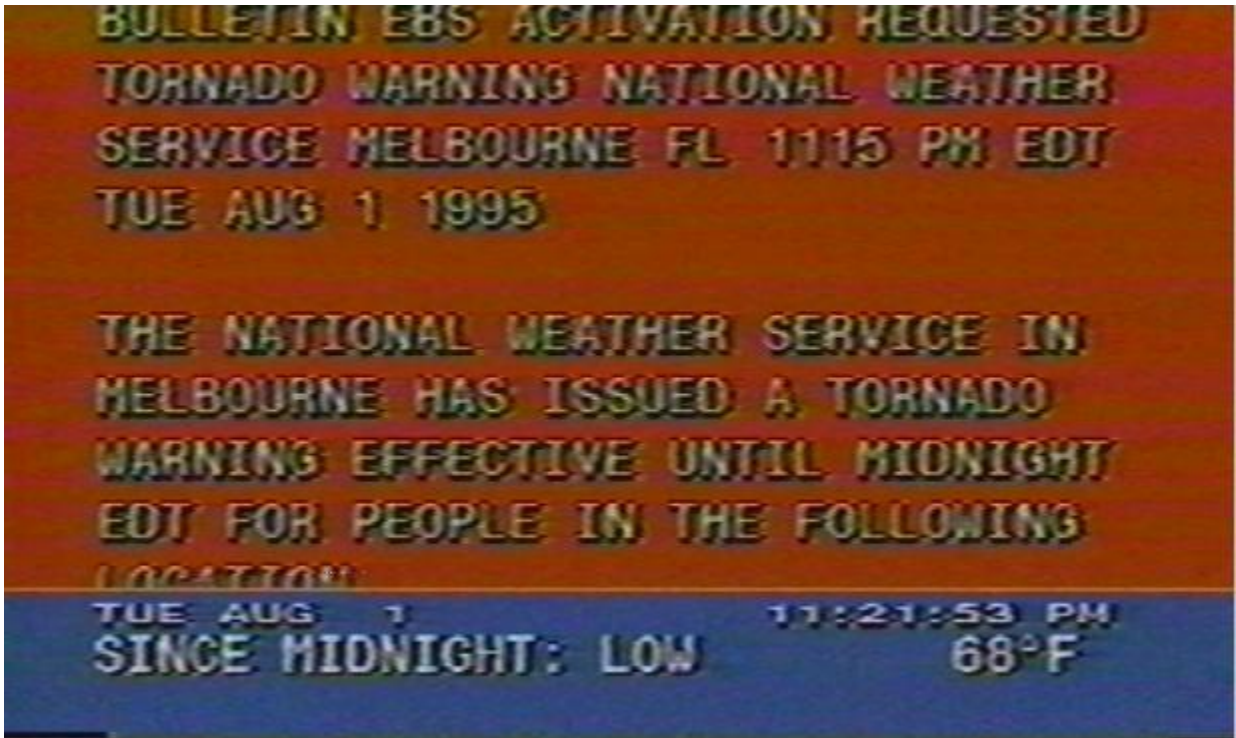 BULLETIN EBS ACTIVATION REQUESTED
TORNADO WARNING NATIONAL WEATHER
SERVICE MELBOURNE FL 1115 PM EDT
TUE AUG 1 1995
THE NATIONAL WEATHER SERVICE IN
MELBOURNE HAS ISSUED A TORNADO
WARNING EFFECTIVE UNTIL MIDNIGHT
EDT FOR PEOPLE IN THE FOLLOWING
LOCATION
TUE AUG 1 11:21:53 PM
SINCE MIDNIGHT: LOW 68°F